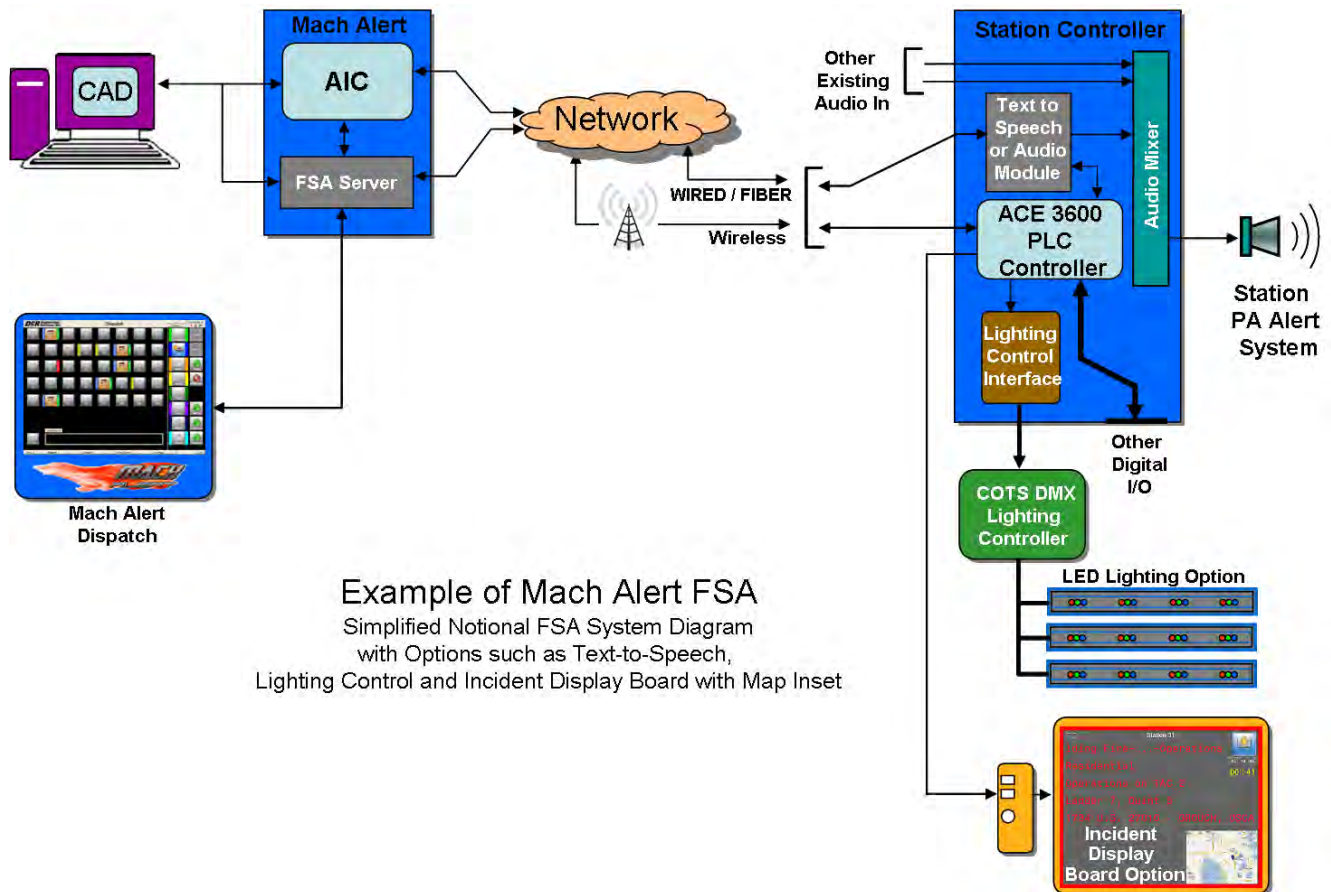 Mach Alert
CAD
AIC
FSA Server
Mach Alert
Dispatch
Network
WIRED / FIBER
Wireless
Other
Existing
Audio In
Station Controller
Text to
Speech
or Audio
Module
Audio Mixer
ACE 3600
PLC
Controller
Lighting
Control
Interface
Station
PA Alert
System
Other
Digital
I/O
COTS DMX
Lighting
Controller
LED Lighting Option
Example of Mach Alert FSA
Simplified Notional FSA System Diagram
with Options such as Text-to-Speech,
Lighting Control and Incident Display Board with Map Inset
Incident
Display
Board Option